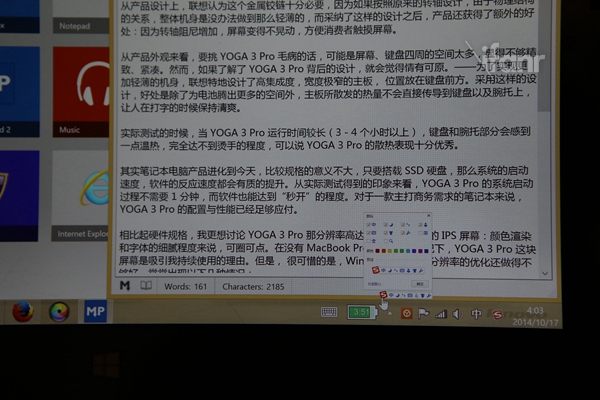 从产品设计上，联想认为这个金属铰链十分必要，因为如果按照原来的转轴设计，由于物理结构
的关系，整体机身是没办法做到那么轻薄的，而采纳了这样的设计之后，产品还获得了额外的好
处：因为转轴阻尼增加，屏幕变得不晃动，方便消费者触摸屏幕。
从产品外观来看，要挑 YOGA 3 Pro 毛病的话，可能是屏幕、键盘四周的空间太多，显得不够精
致、紧凑。然而，如果了解了 YOGA 3 Pro 背后的设计，就会觉得情有可原。——为了实现更
加轻薄的机身，联想特地设计了高集成度，宽度极窄的主板，位置放在键盘前方。采用这样的设
计，好处是除了为电池腾出更多的空间外，主板所散发的热量不会直接传导到键盘以及腕托上，
让人在打字的时候保持清爽。
实际测试的时候，当 YOGA 3 Pro 运行时间较长（3 - 4 个小时以上），键盘和腕托部分会感到
一点温热，完全达不到烫手的程度，可以说 YOGA 3 Pro 的散热表现十分优秀。
其实笔记本电脑产品进化到今天，比较规格的意义不大，只要搭载 SSD 硬盘，那么系统的启动
速度，软件的反应速度都会有质的提升。从实际测试得到的印象来看，YOGA 3 Pro 的系统启动
过程不需要 1 分钟，而软件也能达到“秒开”的程度。对于一款主打商务需求的笔记本来说，
YOGA 3 Pro 的配置与性能已经足够应付。
相比起硬件规格，我更想讨论 YOGA 3 Pro 那分辨率高达 的 IPS 屏幕：颜色渲染
和字体的细腻程度来说，可圈可点。在没有 MacBook Pr 下，YOGA 3 Pro 这块
屏幕是吸引我持续使用的理由。但是，很可惜的是，Win 分辨率的优化还做得不
Words: 161 Characters: 2185
Notepad
Music
Internet Explorer
d 2
MP
ifanr
M
MP
3:51
中
4:03
2014/10/17